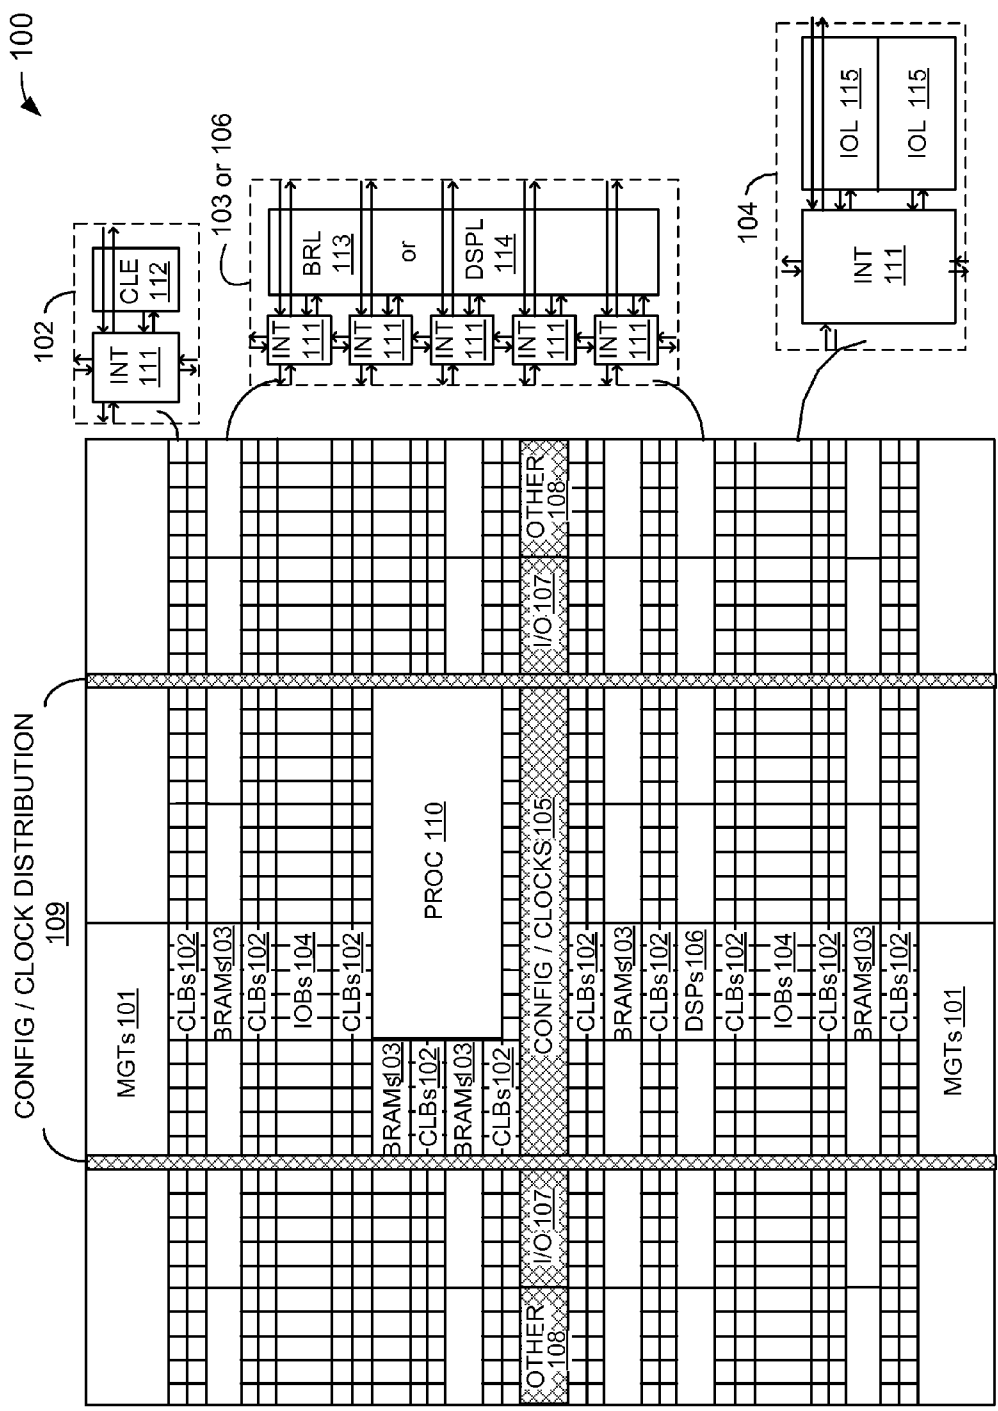 100
CONFIG / CLOCK DISTRIBUTION
109
MGTs 101
CLBs 102
BRAMs 103
CLBs 102
IOBs 104
CLBs 102
BRAMs 103
CLBs 102
BRAMs 103
CLBs 102
PROC 110
OTHER
108
I/O 107
CONFIG / CLOCKS 105
I/O 107
OTHER
108
CLBs 102
BRAMs 103
CLBs 102
DSPs 106
CLBs 102
IOBs 104
CLBs 102
BRAMs 103
CLBs 102
MGTs 101
102
INT
111
CLE
112
103 or 106
INT
111
INT
111
INT
111
INT
111
INT
111
BRL
113
or
DSPL
114
104
INT
111
IOL 115
IOL 115